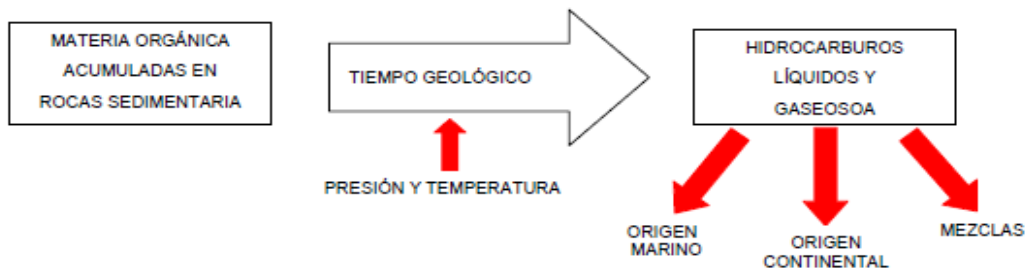 MATERIA ORGÁNICA
ACUMULADAS EN
ROCAS SEDIMENTARIA
TIEMPO GEOLÓGICO
PRESIÓN Y TEMPERATURA
HIDROCARBUROS
LÍQUIDOS Y
GASEOSOA
ORIGEN
MARINO
ORIGEN
CONTINENTAL
MEZCLAS